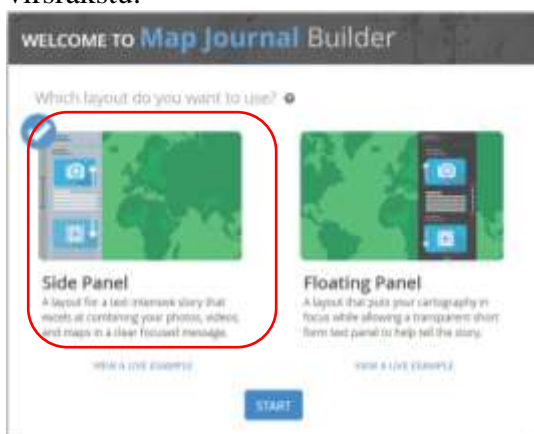 virsrakstu.
WELCOME TO Map Journal Builder
Which layout do you want to use?
Side Panel
A layout for a text intensive story that
excels at combining your photos, videos,
and maps in a clear focused message.
VIEW A LIVE EXAMPLE
Floating Panel
A layout that puts your cartography in
focus while allowing a transparent short
form text panel to help tell the story.
VIEW A LIVE EXAMPLE
START